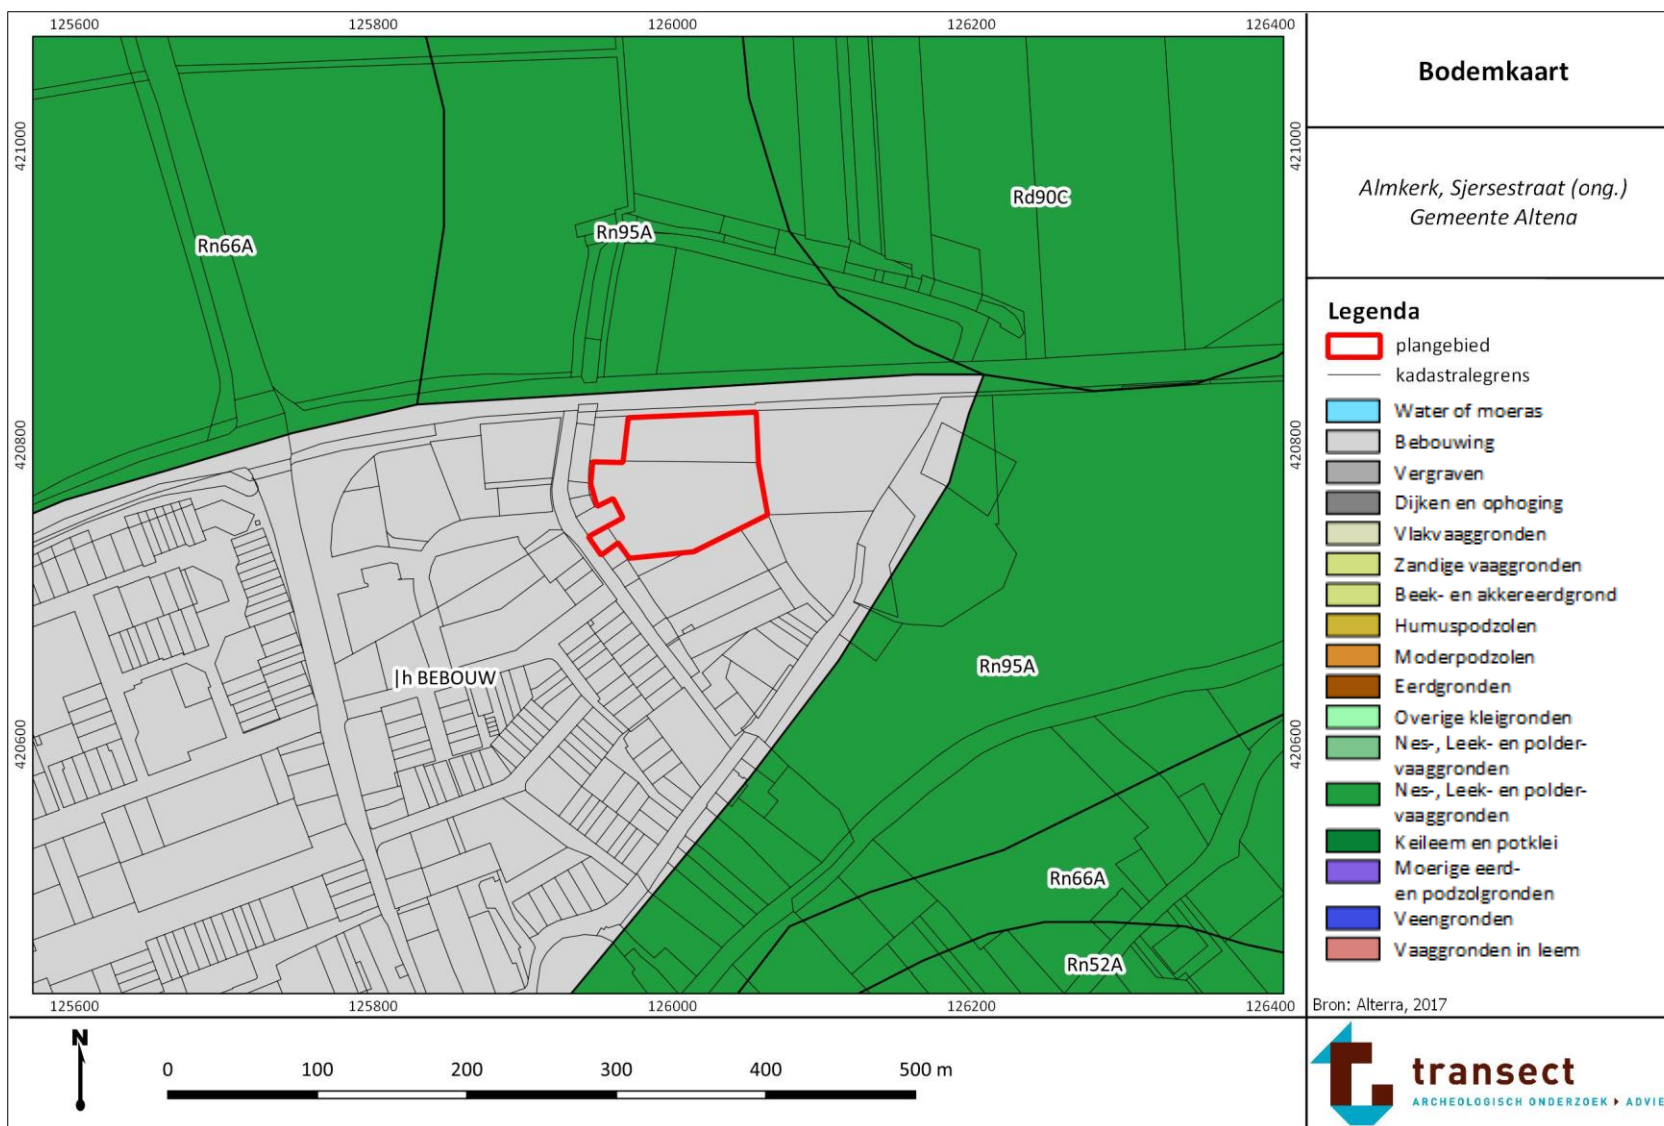 125600 125800 126000 126200 126400
421000
421000
Rd90C
Rn95A
Rn66A
420800
420800
Rn95A
|h BEBOUW
420600
420600
Rn66A
Rn52A
125600 125800 126000 126200 126400
N
0 100 200 300 400 500 m
Bodemkaart
Almkerk, Sjersestraat (ong.)
Gemeente Altena
Legenda
plangebied
kadastralegrens
Water of moeras
Bebouwing
Vergraven
Dijken en ophoging
Vlakvaaggronden
Zandige vaaggronden
Beek- en akkereerdgrond
Humuspodzolen
Moderpodzolen
Eerdgronden
Overige kleigronden
Nes-, Leek- en polder-
vaaggronden
Nes-, Leek- en polder-
vaaggronden
Keileem en potklei
Moerige eerd-
en podzolgronden
Veengronden
Vaaggronden in leem
Bron: Alterra, 2017
transect
ARCHEOLOGISCH ONDERZOEK ADVIE